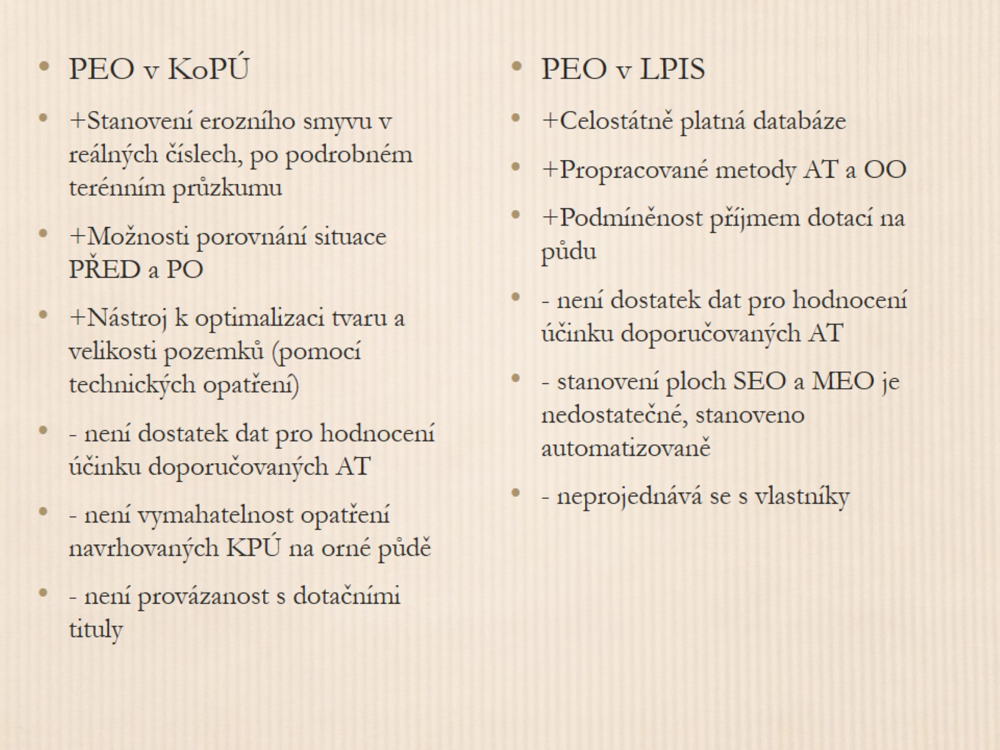 PEO v KoPÚ
+Stanovení erozního smyvu v
reálných číslech, po podrobném
terénním průzkumu
+Možnosti porovnání situace
PŘED a PO
+Nástroj k optimalizaci tvaru a
velikosti pozemků (pomocí
technických opatření)
- není dostatek dat pro hodnocení
účinku doporučovaných AT
- není vymahatelnost opatření
navrhovaných KPÚ na orné půdě
- není provázanost s dotačními
tituly
PEO v LPIS
+Celostátně platná databáze
+Propracované metody AT a OO
+Podmíněnost příjmem dotací na
půdu
- není dostatek dat pro hodnocení
účinku doporučovaných AT
- stanovení ploch SEO a MEO je
nedostatečné, stanoveno
automatizovaně
- neprojednává se s vlastníky